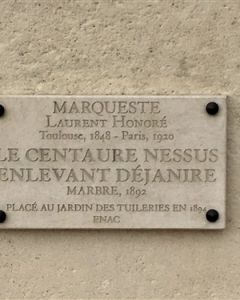 MARQUESTE
LAURENT HONORÉ
Toulouse, 1848 - Paris, 1920
LE CENTAURE NESSUS
ENLEVANT DÉJANIRE
MARBRE, 1892
PLACÉ AU JARDIN DES TUILERIES EN 1894
ENAC